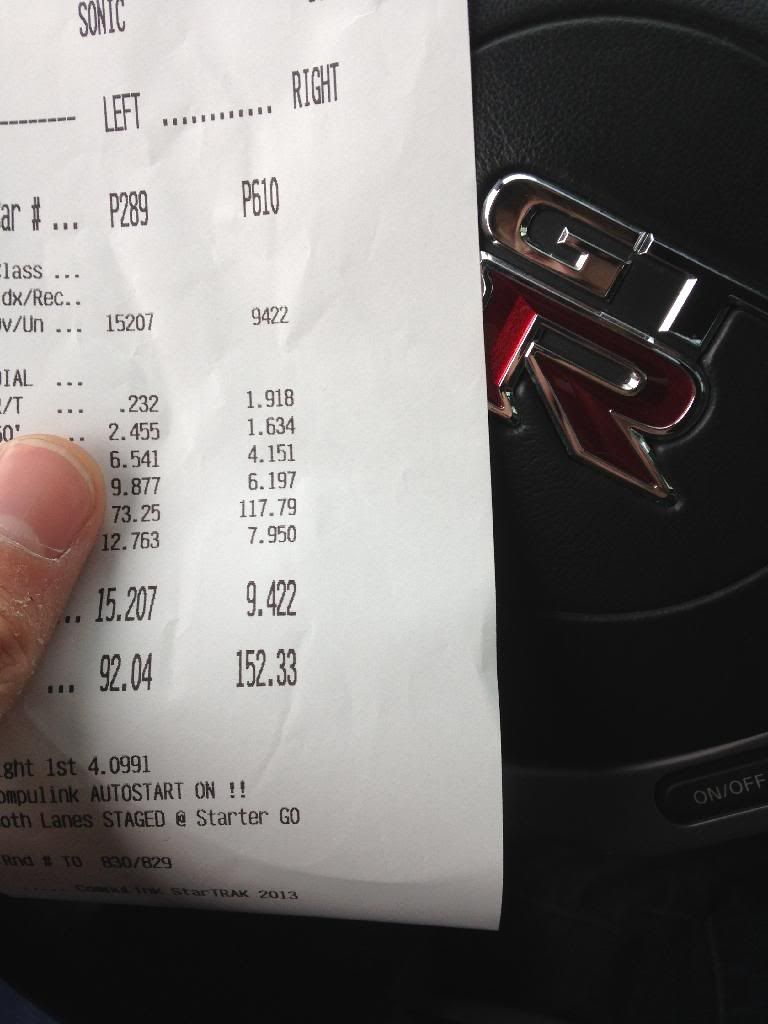 SONIC
-------- LEFT ............ RIGHT
ar # ... P289 P610
lass ...
dx/Rec..
v/Un ... 15207 9422
IAL ...
/T ... .232 1.918
60' .. 2.455 1.634
6.541 4.151
9.877 6.197
73.25 117.79
12.763 7.950
.. 15.207 9.422
... 92.04 152.33
ght 1st 4.0991
ompulink AUTOSTART ON !!
oth Lanes STAGED @ Starter GO
Rnd # TO 830/829
..... CompuLink StarTRAK 2013
GT
R
ON/OFF